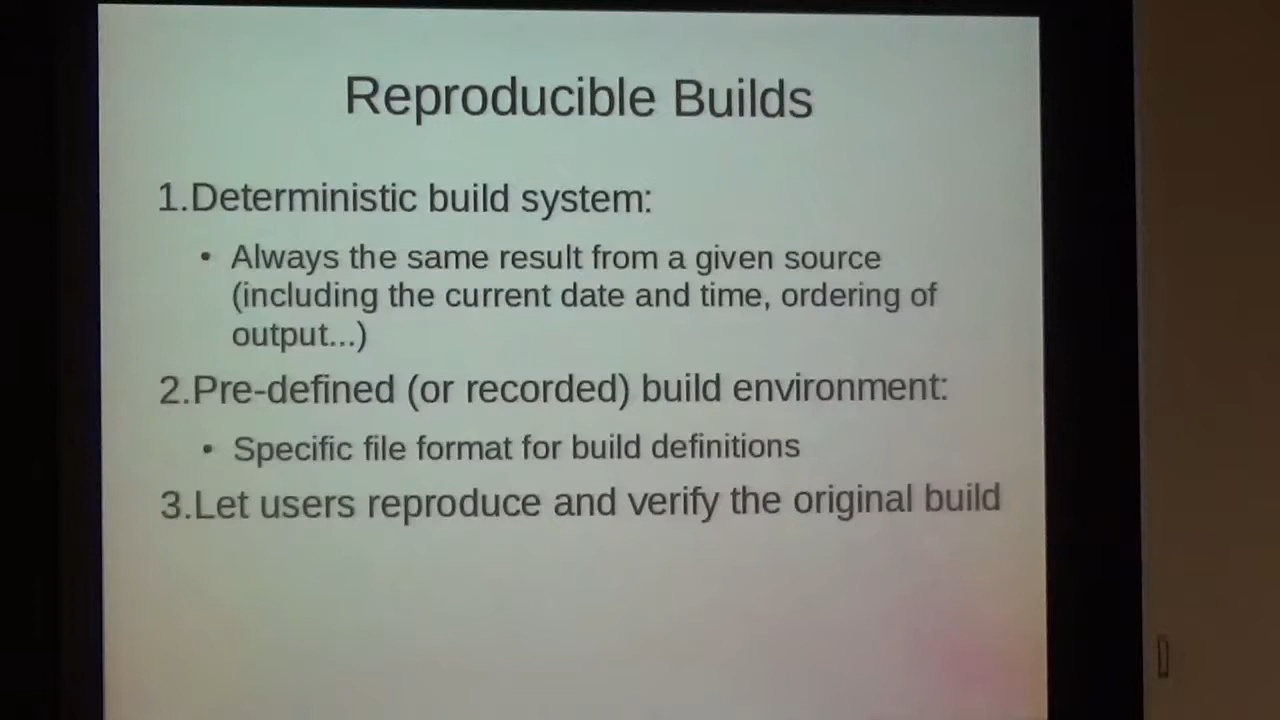 Reproducible Builds
1.Deterministic build system:
• Always the same result from a given source
(including the current date and time, ordering of
output...)
2.Pre-defined (or recorded) build environment:
• Specific file format for build definitions
3.Let users reproduce and verify the original build